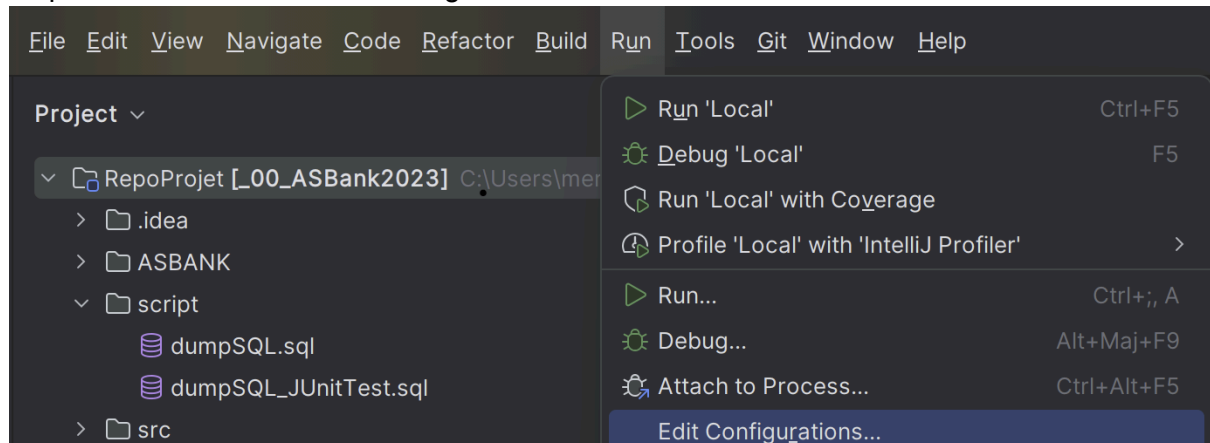 File Edit View Navigate Code Refactor Build Run Tools Git Window Help
Project
RepoProjet [_00_ASBank2023] C:\Users\mer
.idea
ASBANK
script
dumpSQL.sql
dumpSQL_JUnitTest.sql
src
Run 'Local' Ctrl+F5
Debug 'Local' F5
Run 'Local' with Coverage
Profile 'Local' with 'IntelliJ Profiler'
Run... Ctrl+;, A
Debug... Alt+Maj+F9
Attach to Process... Ctrl+Alt+F5
Edit Configurations...